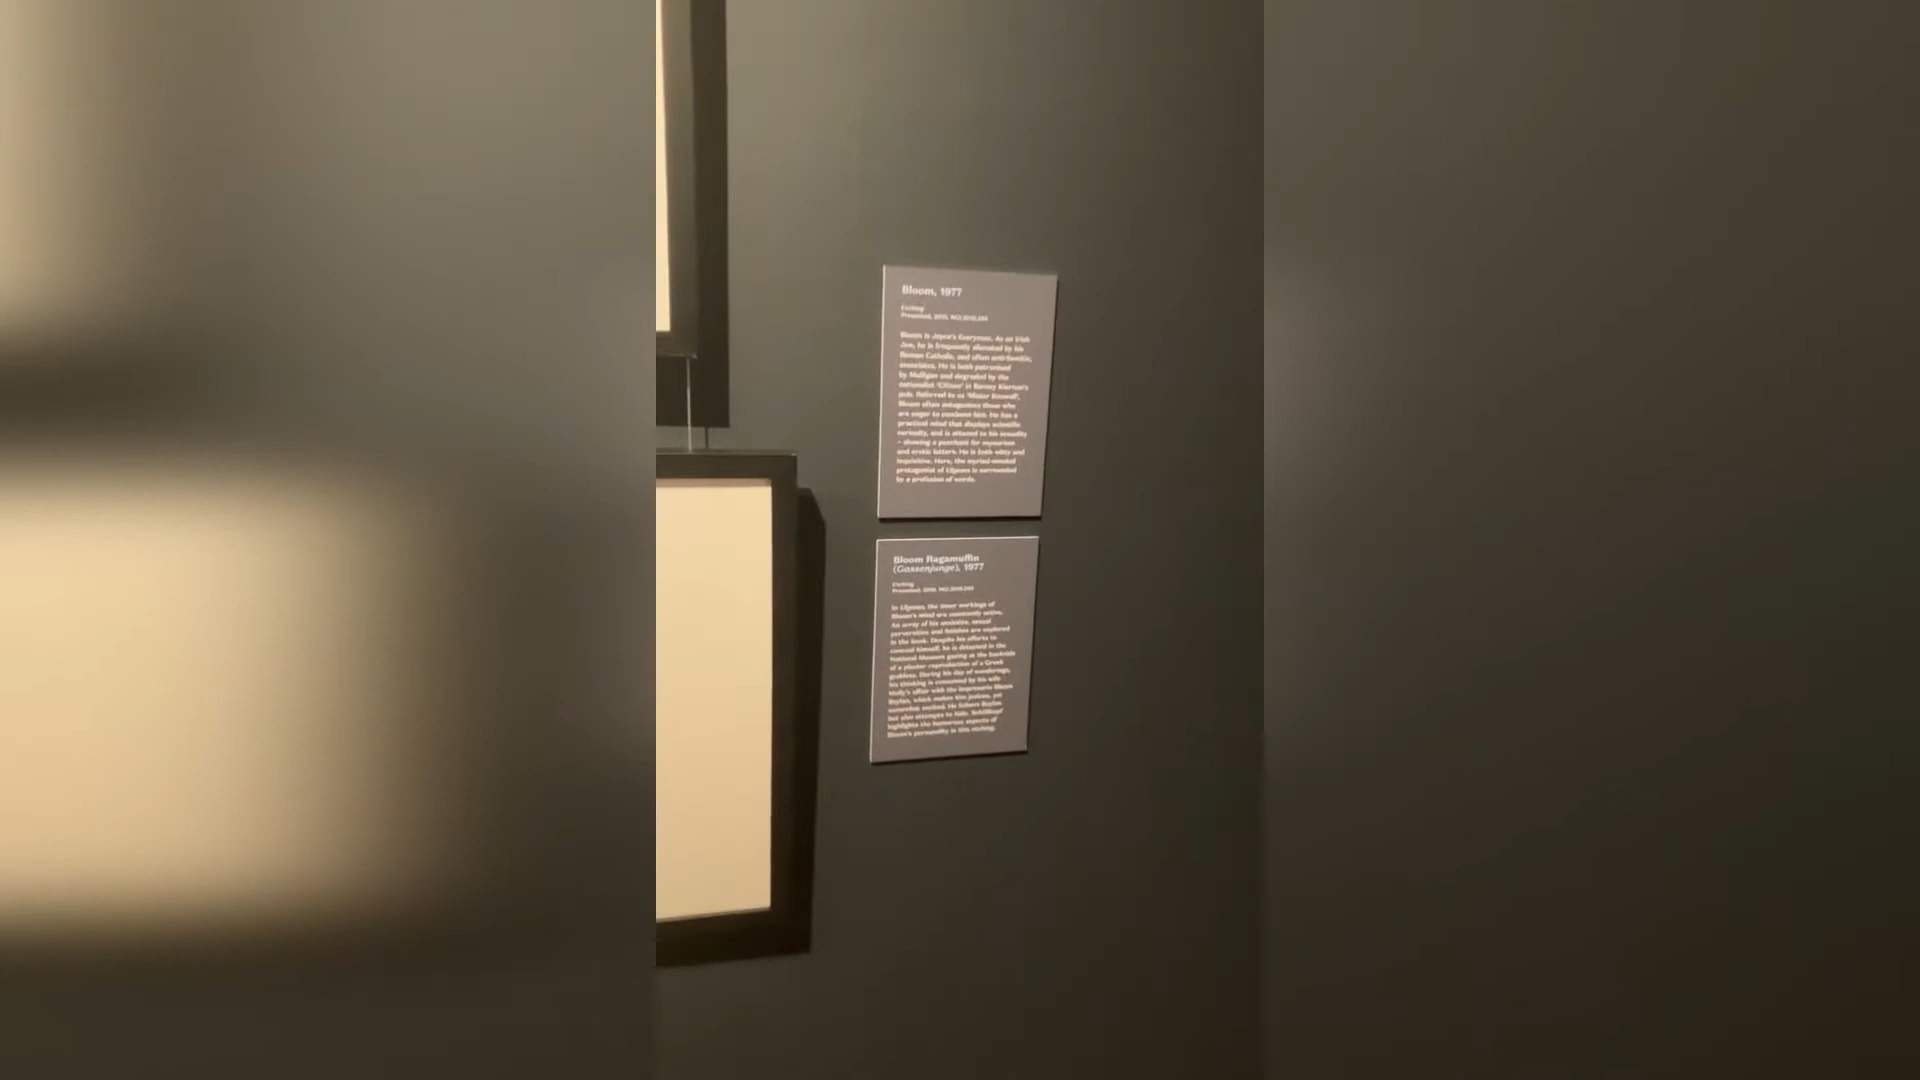 Bloom, 1977
Etching
Presented, 2018. NGI.2018.
Bloom is Joyce's Everyman. As an Irish
Jew, he is frequently alienated by his
Roman Catholic, and often anti-Semitic,
associates. He is both patronised
by Mulligan and degraded by the
nationalist 'Citizen' in Barney Kiernan's
pub. Referred to as 'Mister Knowall',
Bloom often antagonises those who
are eager to condemn him. He has a
practical mind that displays scientific
curiosity, and is attuned to his sexuality
– showing a penchant for voyeurism
and erotic letters. He is both witty and
inquisitive. Here, the myriad-minded
protagonist of Ulysses is surrounded
by a profusion of words.
Bloom Ragamuffin
(Gassenjunge), 1977
Etching
Presented, 2018. NGI.2018.
In Ulysses, the inner workings of
Bloom's mind are constantly active.
An array of his anxieties, sexual
perversities and fetishes are explored
in the book. Despite his efforts to
conceal himself, he is detected in the
National Museum gazing at the backside
of a plaster reproduction of a Greek
goddess. During his day of wanderings,
his thinking is consumed by his wife
Molly's affair with the impresario Blazes
Boylan, which makes him jealous, yet
somewhat excited. He follows Boylan
but also attempts to hide.
highlights the humorous aspects of
Bloom's personality in this etching.